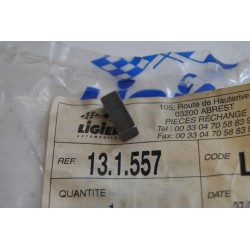 105, Route de Hauterive
03200 ABREST
PIECES RECHANGE
Tel.: 00 33 04 70 58 83
Fax: 00 33 04 70 58 83
LIGIER
AUTOMOBILES
REF. 13.1.557
CODE L
QUANTITE
DATE